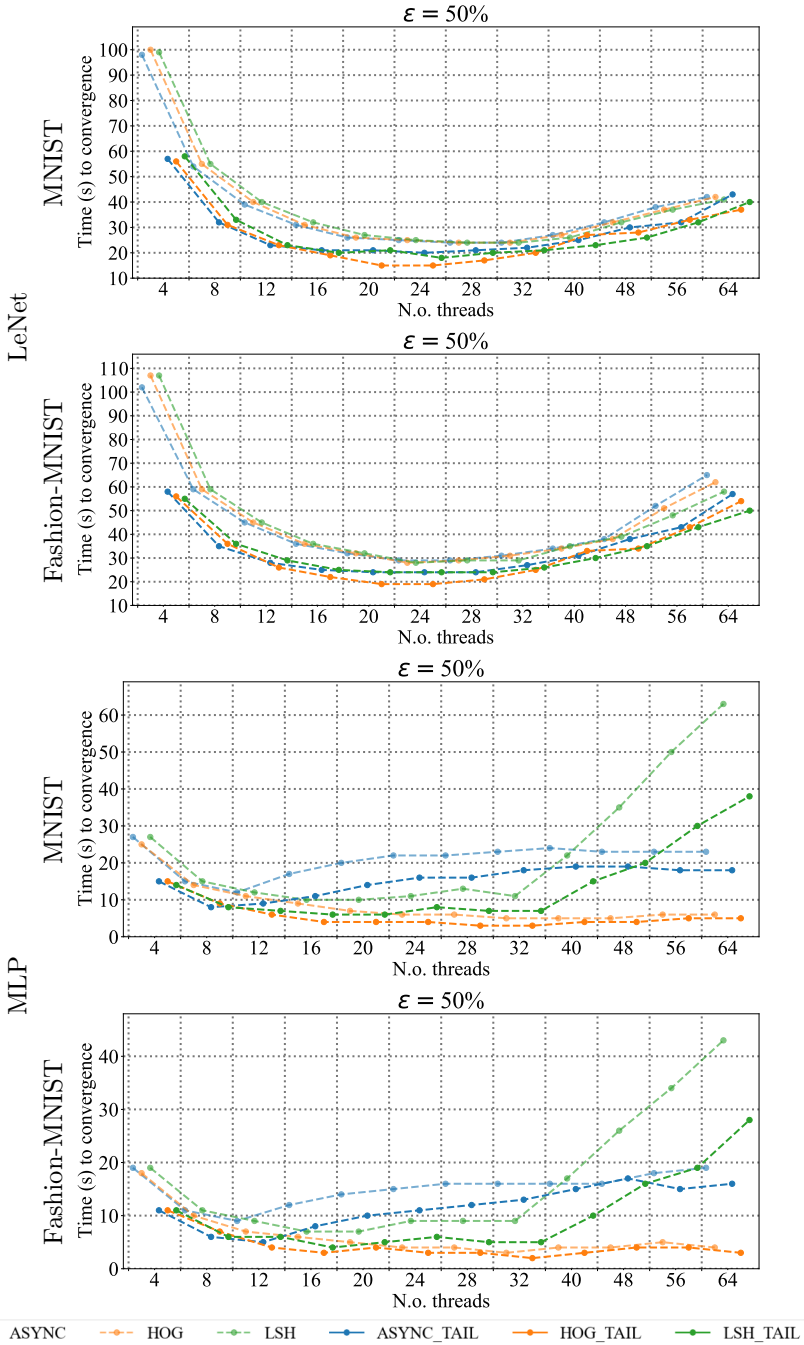 ε = 50%
LeNet
MNIST
Time (s) to convergence
100
90
80
70
60
50
40
30
20
10
4 8 12 16 20 24 28 32 40 48 56 64
N.o. threads
ε = 50%
Fashion-MNIST
Time (s) to convergence
110
100
90
80
70
60
50
40
30
20
10
4 8 12 16 20 24 28 32 40 48 56 64
N.o. threads
ε = 50%
MLP
MNIST
Time (s) to convergence
60
50
40
30
20
10
0
4 8 12 16 20 24 28 32 40 48 56 64
N.o. threads
ε = 50%
Fashion-MNIST
Time (s) to convergence
40
30
20
10
0
4 8 12 16 20 24 28 32 40 48 56 64
N.o. threads
ASYNC HOG LSH ASYNC_TAIL HOG_TAIL LSH_TAIL